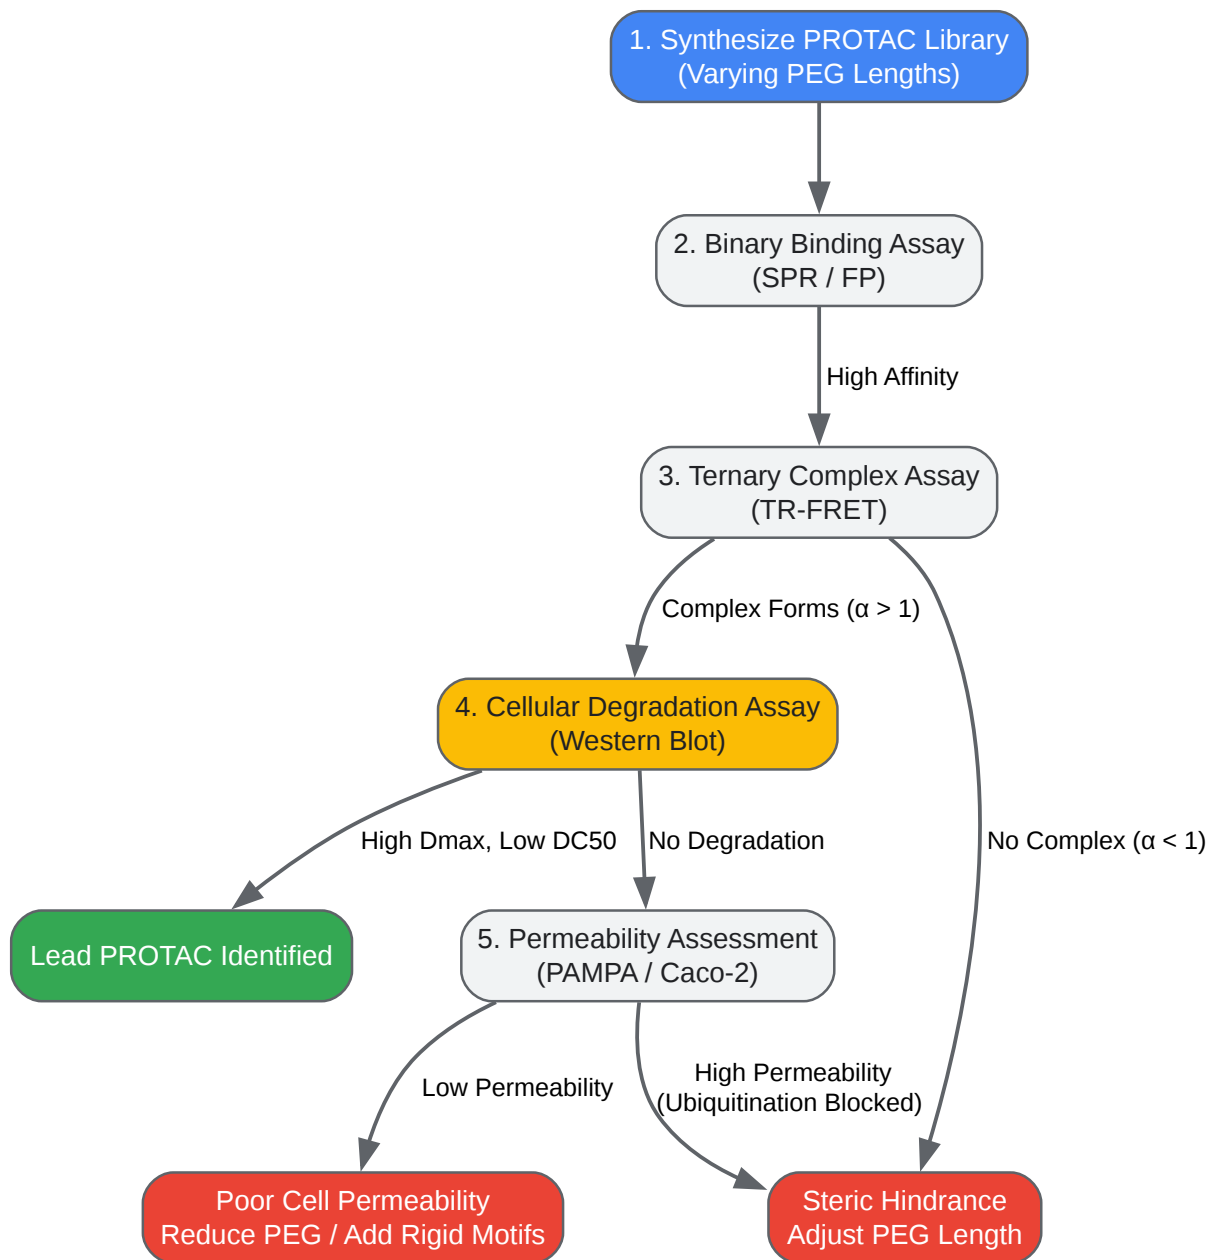 1. Synthesize PROTAC Library
(Varying PEG Lengths)
2. Binary Binding Assay
(SPR / FP)
High Affinity
3. Ternary Complex Assay
(TR-FRET)
Complex Forms (α > 1)
4. Cellular Degradation Assay
(Western Blot)
High Dmax, Low DC50
No Degradation
No Complex (α < 1)
Lead PROTAC Identified
5. Permeability Assessment
(PAMPA / Caco-2)
Low Permeability
High Permeability
(Ubiquitination Blocked)
Poor Cell Permeability
Reduce PEG / Add Rigid Motifs
Steric Hindrance
Adjust PEG Length